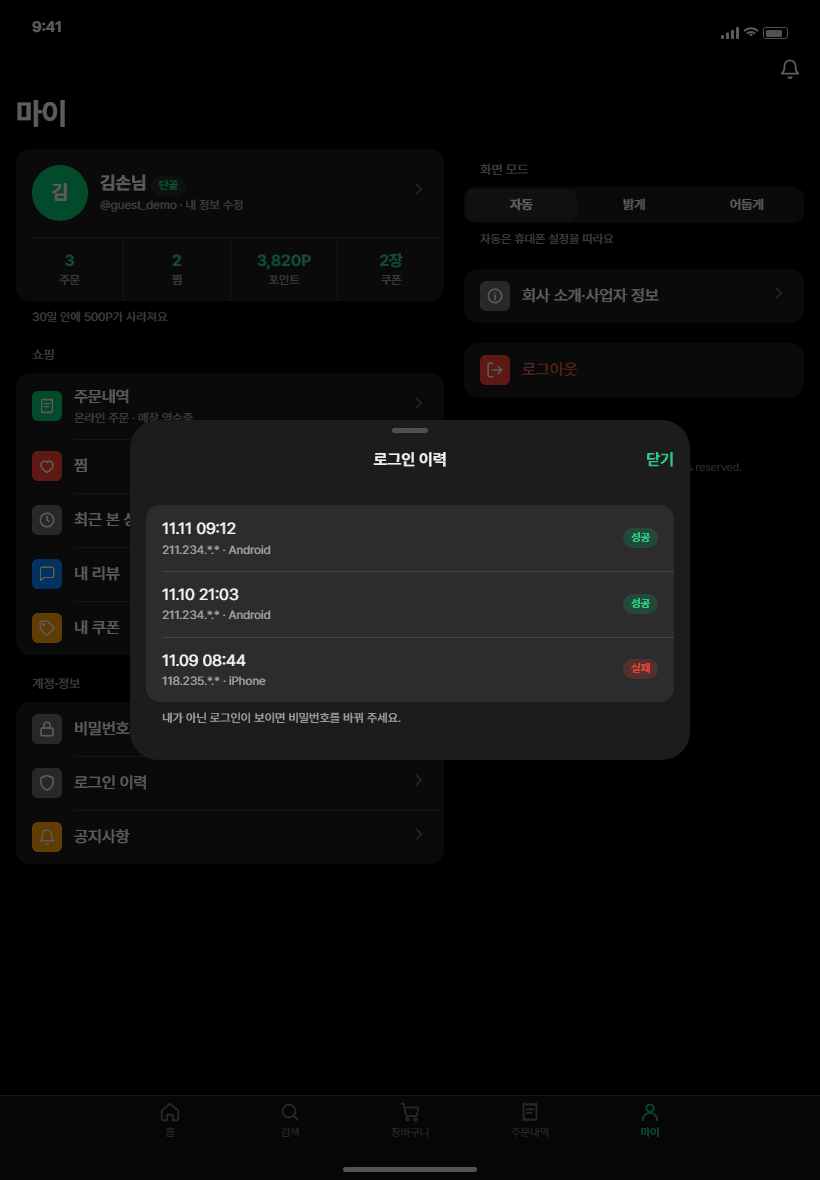 9:41
마이
김
김손님 단골
@guest_demo · 내 정보 수정
3
주문
2
찜
3,820P
포인트
2장
쿠폰
30일 안에 500P가 사라져요
쇼핑
주문내역
온라인 주문 · 매장 영수증
찜
최근 본 상
내 리뷰
내 쿠폰
계정·정보
비밀번호
로그인 이력
공지사항
화면 모드
자동
밝게
어둡게
자동은 휴대폰 설정을 따라요
회사 소개·사업자 정보
로그아웃
s reserved.
로그인 이력
닫기
11.11 09:12
211.234.*.* · Android
성공
11.10 21:03
211.234.*.* · Android
성공
11.09 08:44
118.235.*.* · iPhone
실패
내가 아닌 로그인이 보이면 비밀번호를 바꿔 주세요.
홈
검색
장바구니
주문내역
마이